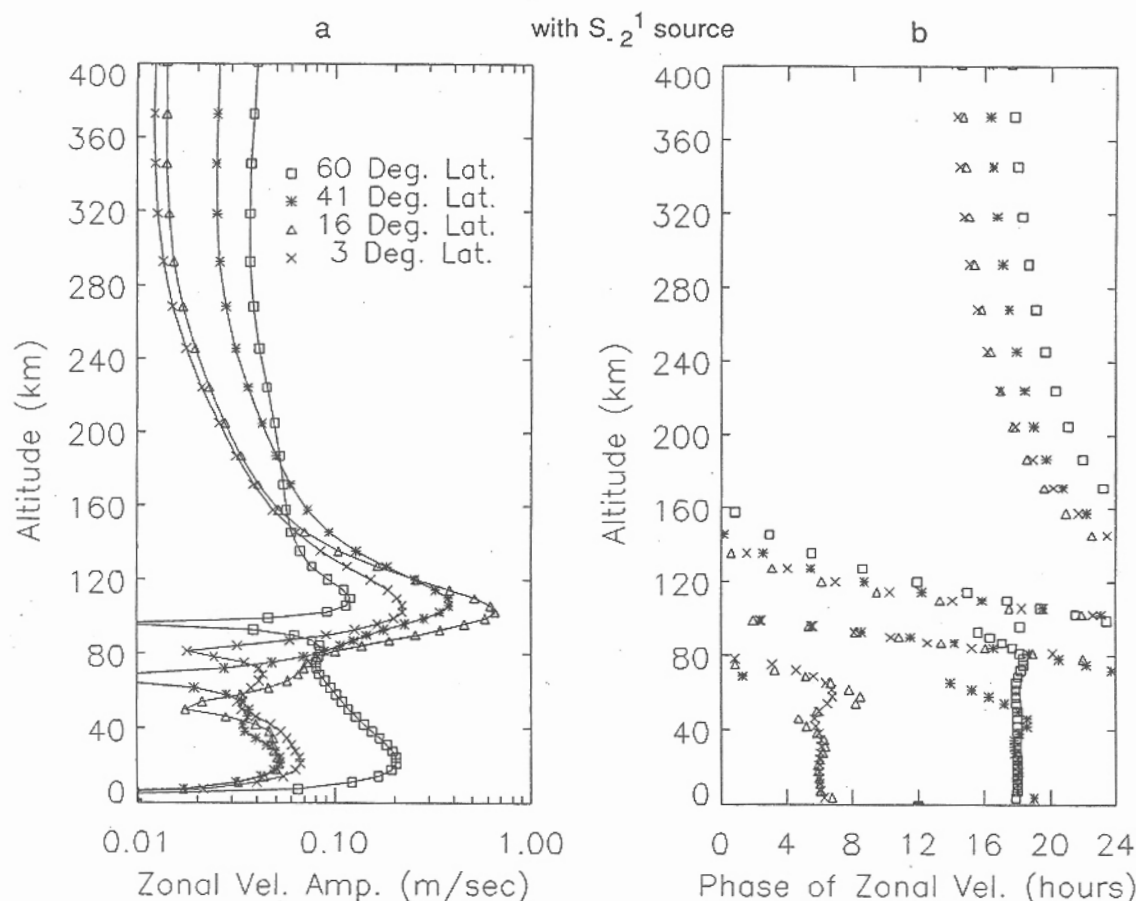 a with S₋₂¹ source b
400
360
320
280
240
200
160
120
80
40
0
Altitude (km)
60 Deg. Lat.
41 Deg. Lat.
16 Deg. Lat.
3 Deg. Lat.
0.01 0.10 1.00
Zonal Vel. Amp. (m/sec)
400
360
320
280
240
200
160
120
80
40
0
Altitude (km)
0 4 8 12 16 20 24
Phase of Zonal Vel. (hours)